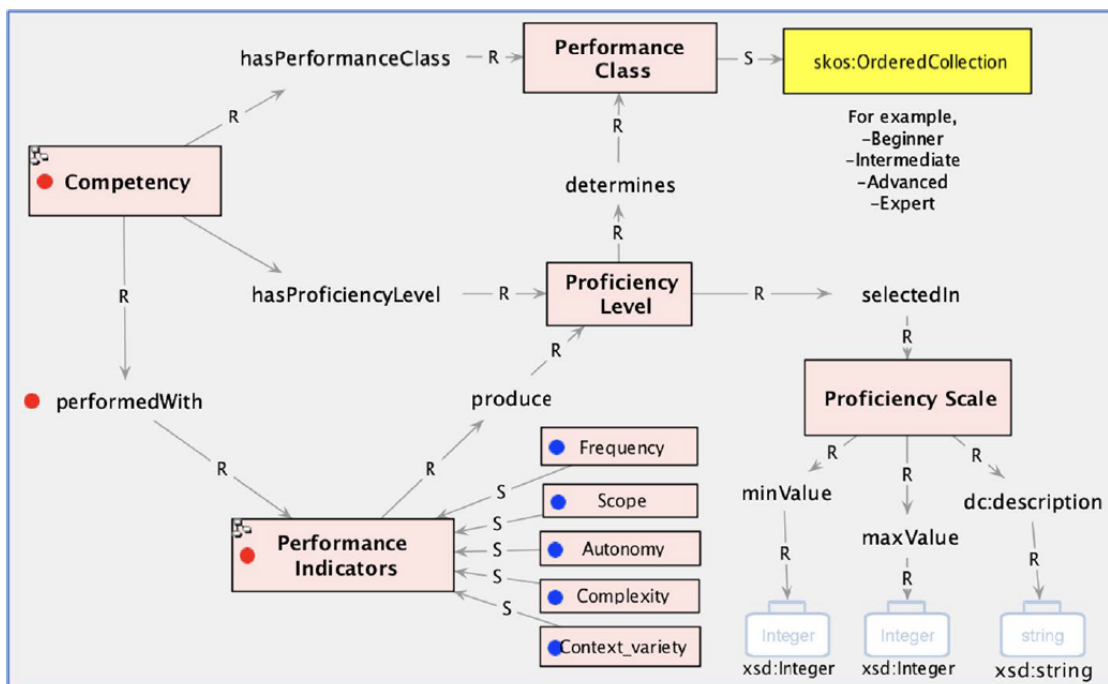 Performance
Class
hasPerformanceClass
R
S
skos:OrderedCollection
R
R
For example,
-Beginner
-Intermediate
-Advanced
-Expert
Competency
determines
R
R
hasProficiencyLevel
R
Proficiency
Level
R
selectedIn
R
R
performedWith
produce
Proficiency Scale
R
R
Frequency
R
R
R
S
minValue
dc:description
S
Scope
Performance
Indicators
S
Autonomy
maxValue
R
R
S
Complexity
R
S
Context_variety
Integer
Integer
string
xsd:Integer
xsd:Integer
xsd:string